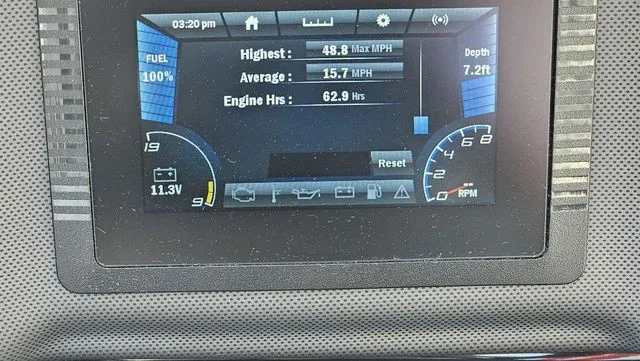 03:20 pm
FUEL
100%
Highest : 48.8 Max MPH
Average : 15.7 MPH
Engine Hrs : 62.9 Hrs
Depth
7.2ft
Reset
19
11.3V
9
0 2 4 6 8
-- RPM